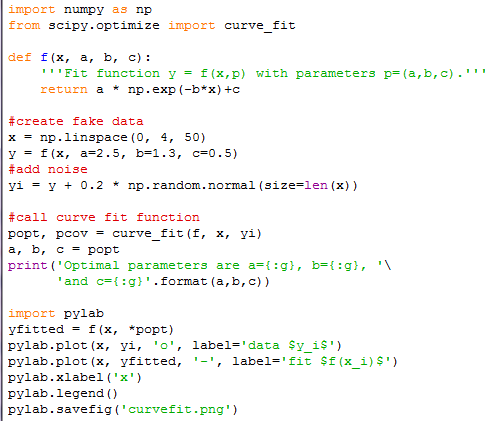 import numpy as np
from scipy.optimize import curve_fit

def f(x, a, b, c):
    '''Fit function y = f(x,p) with parameters p=(a,b,c).'''
    return a * np.exp(-b*x)+c

#create fake data
x = np.linspace(0, 4, 50)
y = f(x, a=2.5, b=1.3, c=0.5)
#add noise
yi = y + 0.2 * np.random.normal(size=len(x))

#call curve fit function
popt, pcov = curve_fit(f, x, yi)
a, b, c = popt
print('Optimal parameters are a={:g}, b={:g}, '\
      'and c={:g}'.format(a,b,c))

import pylab
yfitted = f(x, *popt)
pylab.plot(x, yi, 'o', label='data $y_i$')
pylab.plot(x, yfitted, '-', label='fit $f(x_i)$')
pylab.xlabel('x')
pylab.legend()
pylab.savefig('curvefit.png')